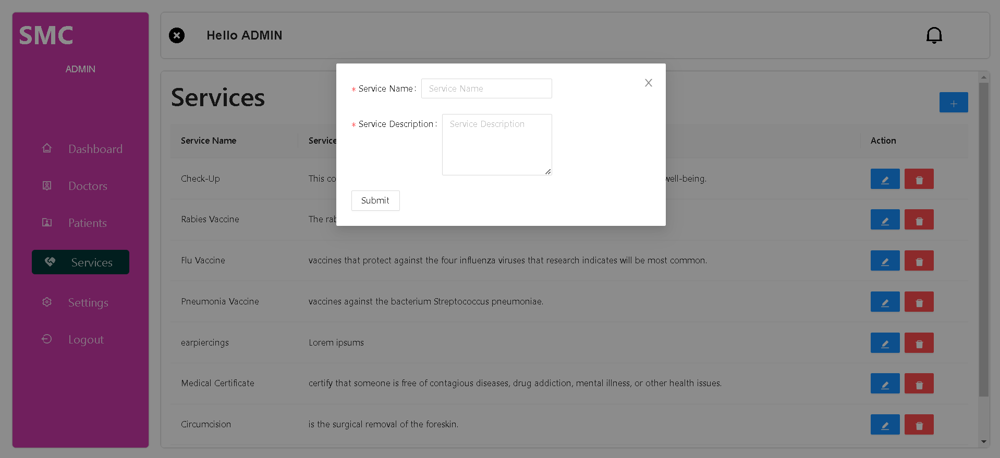 SMC
ADMIN
Dashboard
Doctors
Patients
Services
Settings
Logout
Hello ADMIN
Services
+
* Service Name: Service Name
* Service Description: Service Description
Submit
Service Name Service Action
Check-Up This co well-being.
Rabies Vaccine The rab
Flu Vaccine vaccines that protect against the four influenza viruses that research indicates will be most common.
Pneumonia Vaccine vaccines against the bacterium Streptococcus pneumoniae.
earpiercings Lorem ipsums
Medical Certificate certify that someone is free of contagious diseases, drug addiction, mental illness, or other health issues.
Circumcision is the surgical removal of the foreskin.